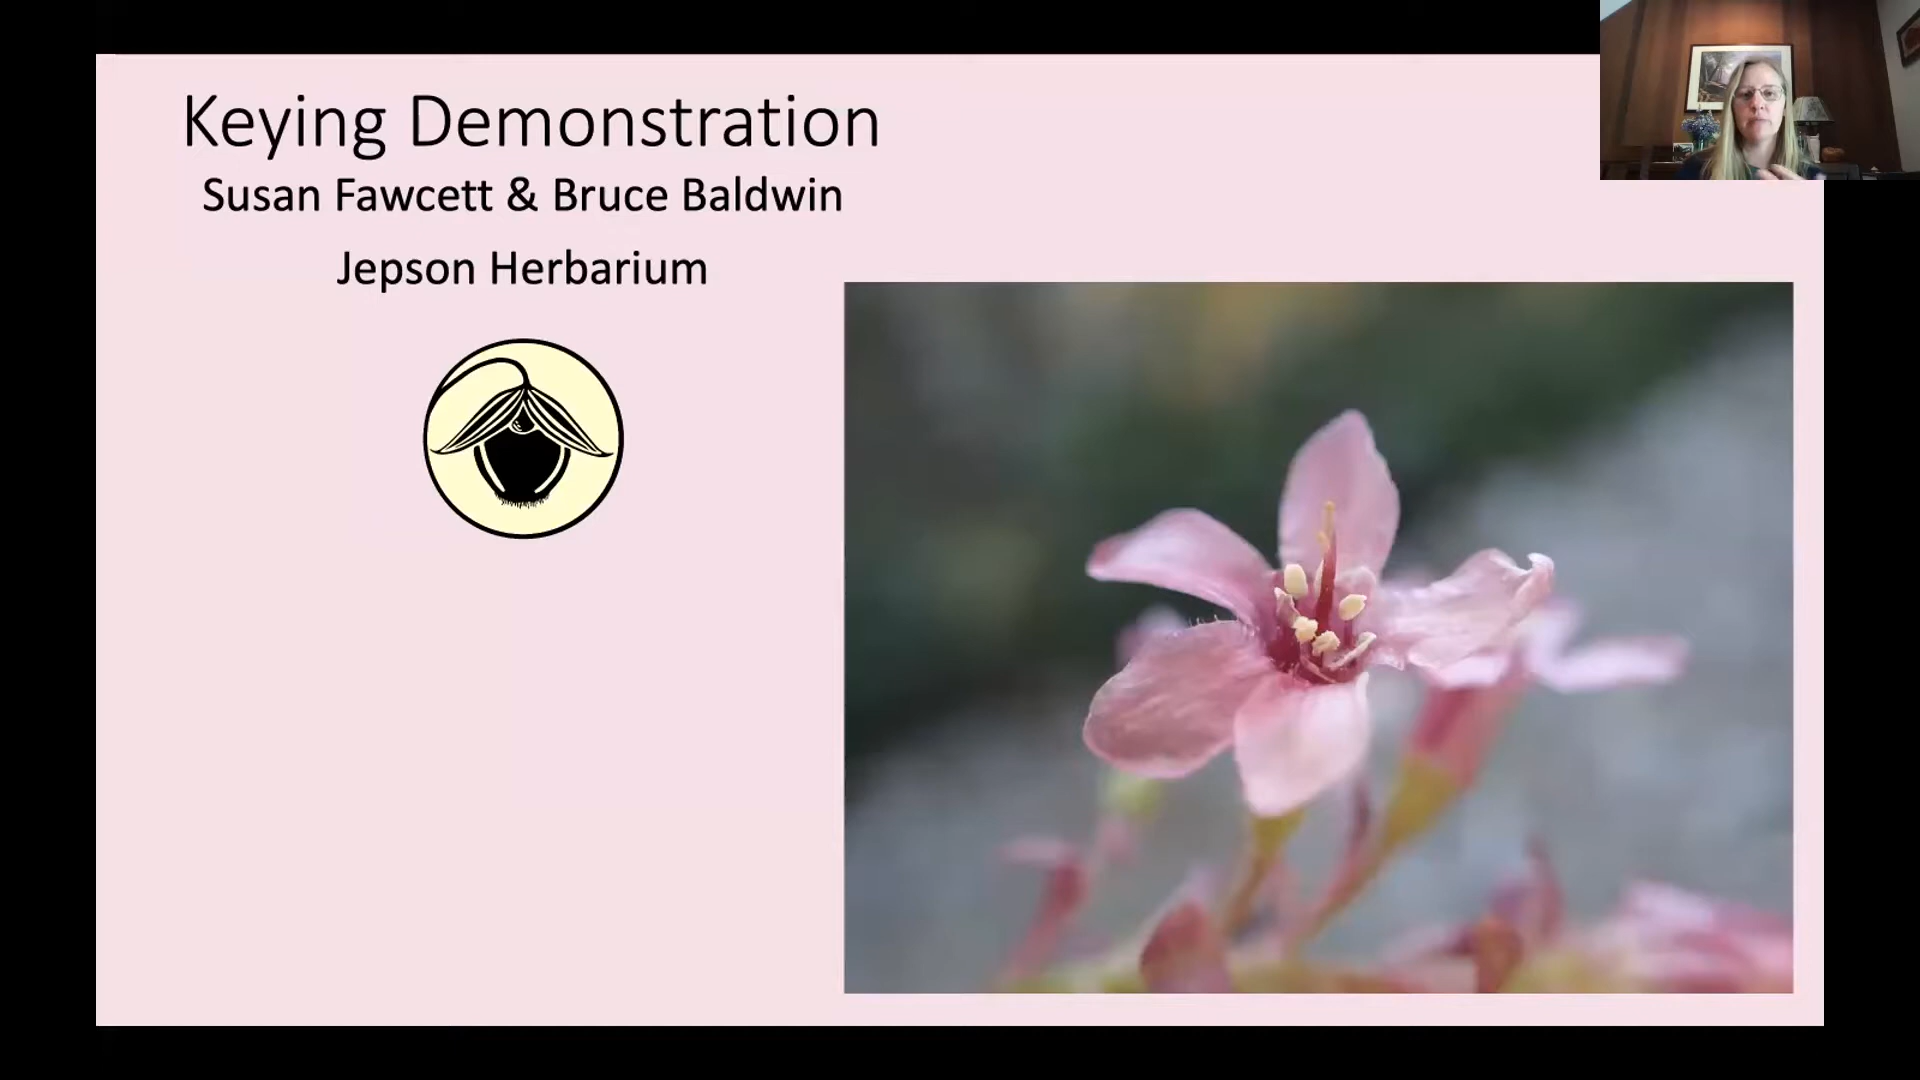 Keying Demonstration
Susan Fawcett & Bruce Baldwin
Jepson Herbarium